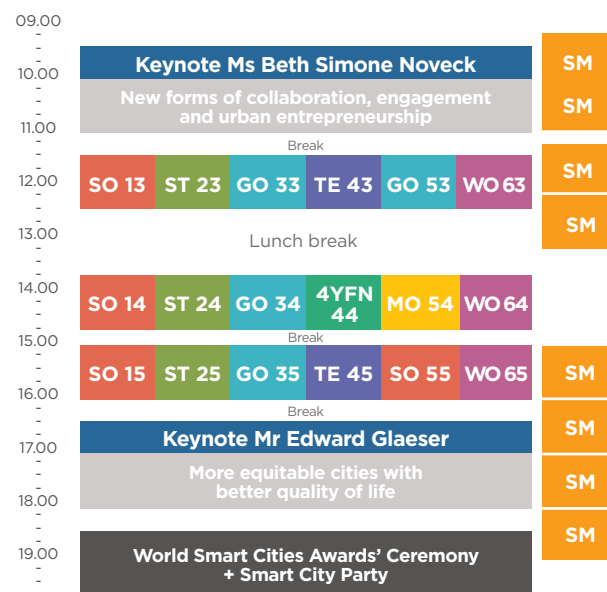 09.00
Keynote Ms Beth Simone Noveck
SM
10.00
New forms of collaboration, engagement
and urban entrepreneurship
SM
11.00
Break
SO 13 ST 23 GO 33 TE 43 GO 53 WO 63
SM
12.00
SM
13.00
Lunch break
14.00
SO 14 ST 24 GO 34 4YFN
44 MO 54 WO 64
15.00
Break
SO 15 ST 25 GO 35 TE 45 SO 55 WO 65
SM
16.00
Break
SM
Keynote Mr Edward Glaeser
17.00
More equitable cities with
better quality of life
SM
18.00
SM
19.00
World Smart Cities Awards’ Ceremony
+ Smart City Party